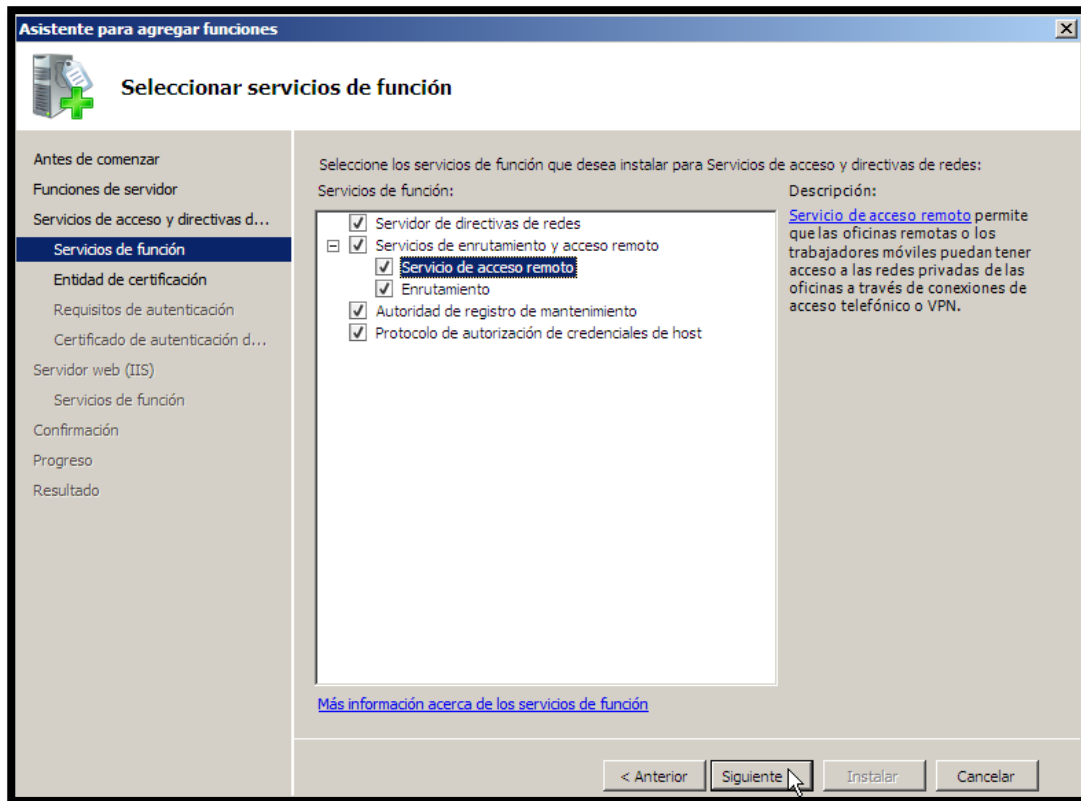 Asistente para agregar funciones
Seleccionar servicios de función
Antes de comenzar
Funciones de servidor
Servicios de acceso y directivas d...
Servicios de función
Entidad de certificación
Requisitos de autenticación
Certificado de autenticación d...
Servidor web (IIS)
Servicios de función
Confirmación
Progreso
Resultado
Seleccione los servicios de función que desea instalar para Servicios de acceso y directivas de redes:
Servicios de función:
Servidor de directivas de redes
Servicios de enrutamiento y acceso remoto
Servicio de acceso remoto
Enrutamiento
Autoridad de registro de mantenimiento
Protocolo de autorización de credenciales de host
Más información acerca de los servicios de función
Descripción:
Servicio de acceso remoto permite
que las oficinas remotas o los
trabajadores móviles puedan tener
acceso a las redes privadas de las
oficinas a través de conexiones de
acceso telefónico o VPN.
< Anterior
Siguiente
Instalar
Cancelar